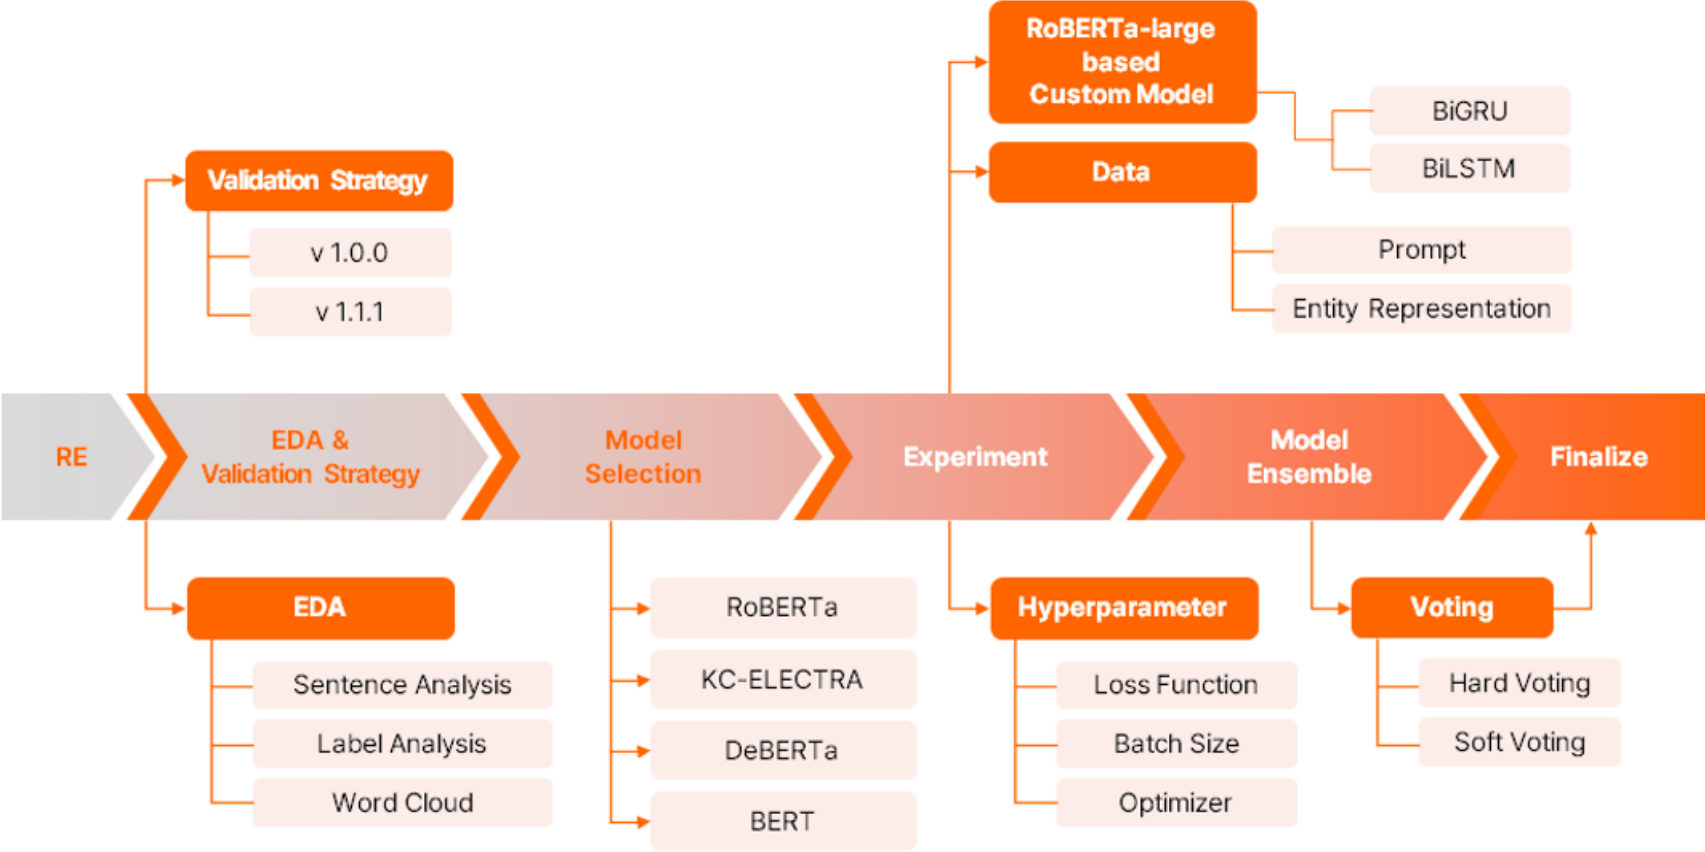 RoBERTa-large
based
Custom Model
BiGRU
BiLSTM
Data
Prompt
Entity Representation
Validation Strategy
v 1.0.0
v 1.1.1
RE
EDA &
Validation Strategy
Model
Selection
Experiment
Model
Ensemble
Finalize
EDA
Sentence Analysis
Label Analysis
Word Cloud
RoBERTa
KC-ELECTRA
DeBERTa
BERT
Hyperparameter
Loss Function
Batch Size
Optimizer
Voting
Hard Voting
Soft Voting